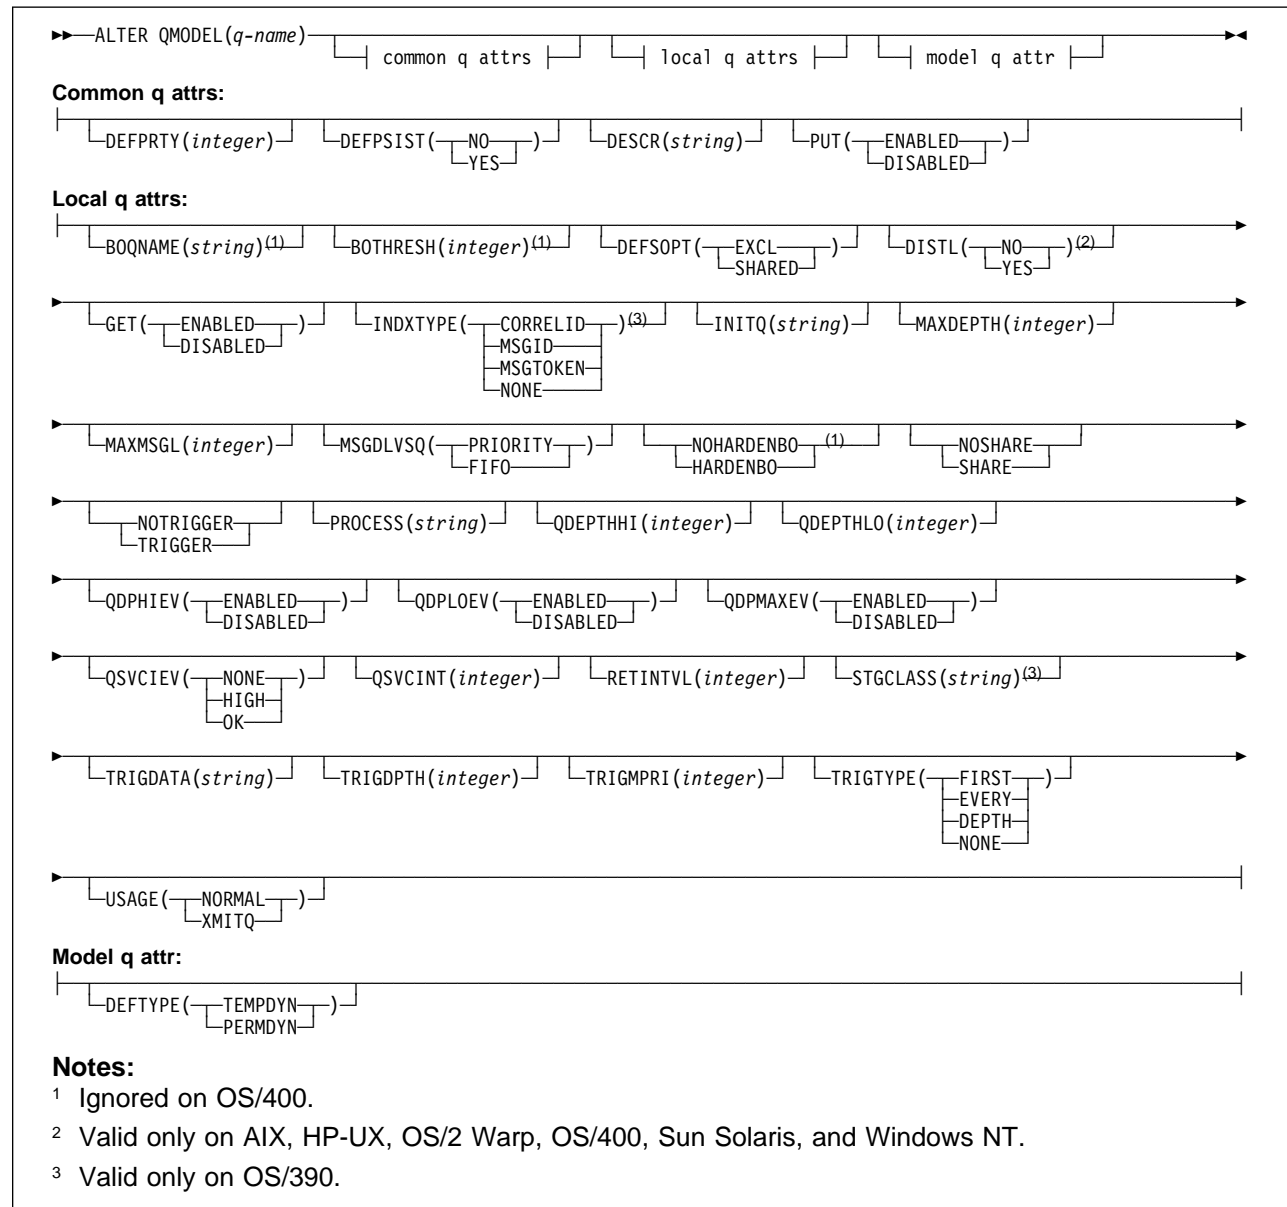 ALTER QMODEL(q-name)
common q attrs local q attrs model q attr
Common q attrs:
DEFPRTY(integer) DEFPSIST( NO ) DESCR(string) PUT( ENABLED )
YES DISABLED
Local q attrs:
BOQNAME(string)(1) BOTHRESH(integer)(1) DEFSOPT( EXCL ) DISTL( NO )(2)
SHARED YES
GET( ENABLED ) INDXTYPE( CORRELID )(3) INITQ(string) MAXDEPTH(integer)
DISABLED MSGID
MSGTOKEN
NONE
MAXMSGL(integer) MSGDLVSQ( PRIORITY ) NOHARDENBO (1) NOSHARE
FIFO HARDENBO SHARE
NOTRIGGER PROCESS(string) QDEPTHHI(integer) QDEPTHLO(integer)
TRIGGER
QDPHIEV( ENABLED ) QDPLOEV( ENABLED ) QDPMAXEV( ENABLED )
DISABLED DISABLED DISABLED
QSVCIEV( NONE ) QSVCINT(integer) RETINTVL(integer) STGCLASS(string)(3)
HIGH
OK
TRIGDATA(string) TRIGDPTH(integer) TRIGMPRI(integer) TRIGTYPE( FIRST )
EVERY
DEPTH
NONE
USAGE( NORMAL )
XMITQ
Model q attr:
DEFTYPE( TEMPDYN )
PERMDYN
Notes:
1 Ignored on OS/400.
2 Valid only on AIX, HP-UX, OS/2 Warp, OS/400, Sun Solaris, and Windows NT.
3 Valid only on OS/390.